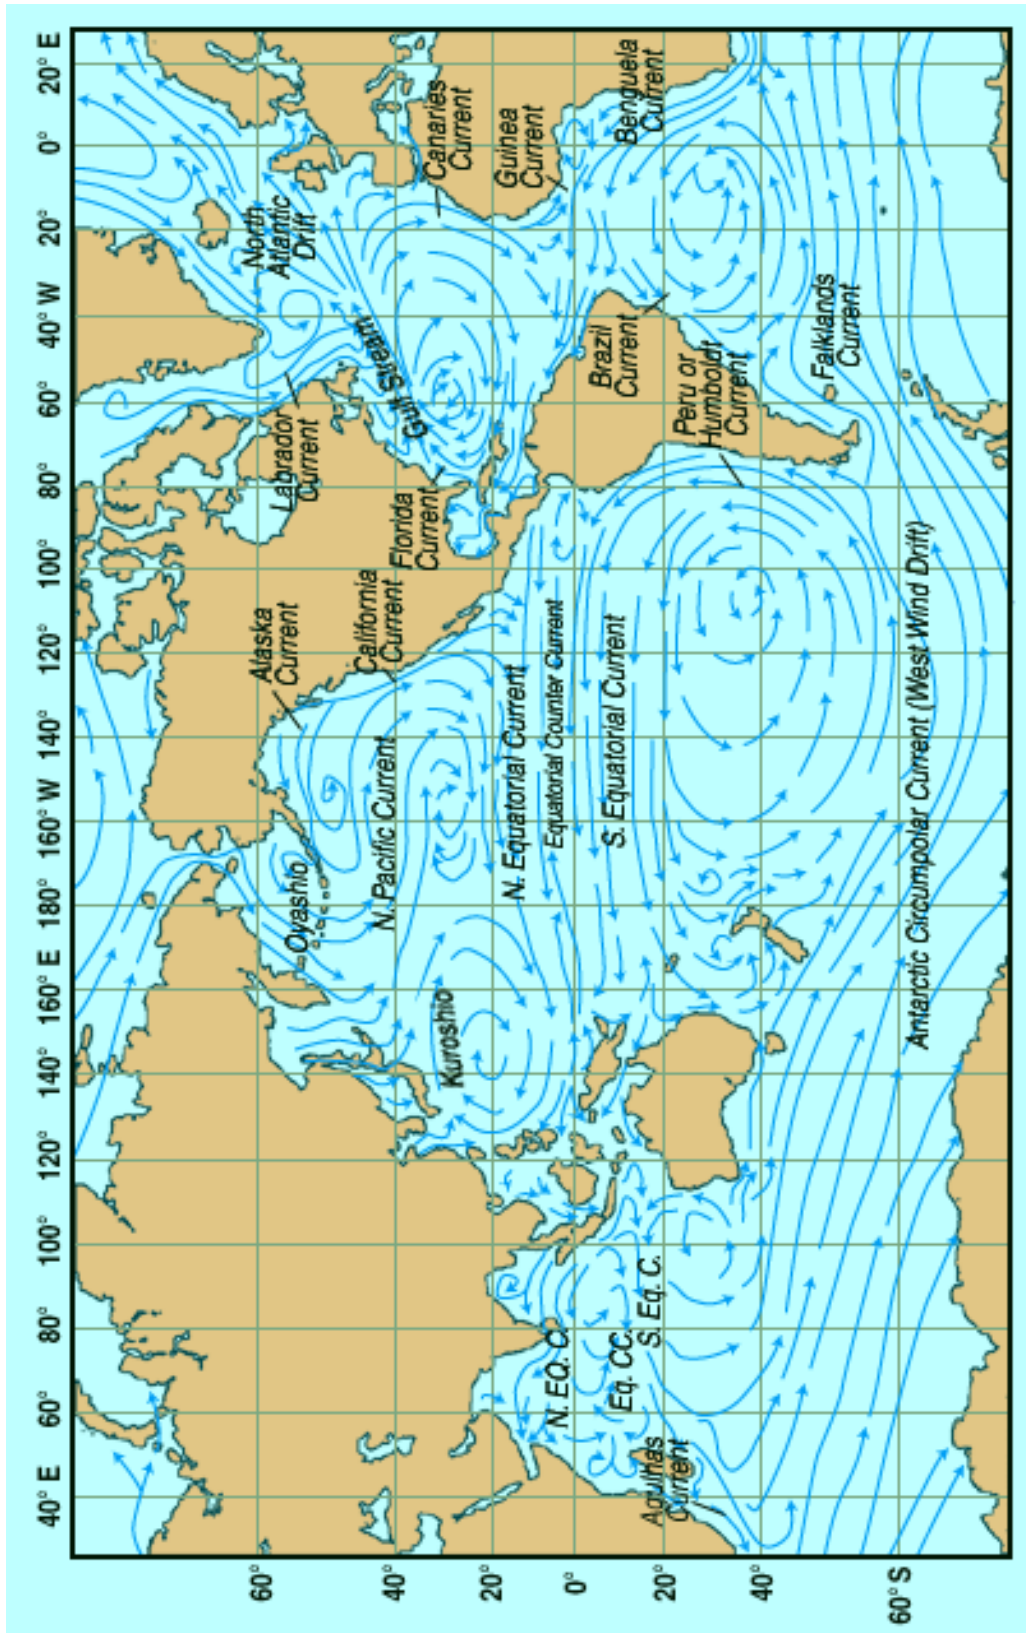 40° E
60°
80°
100°
120°
140°
160° E
180°
160° W
140°
120°
100°
80°
60°
40° W
20°
0°
20° E
60°
40°
20°
0°
20°
40°
60° S
Oyashio
Alaska
Current
Labrador
Current
North
Atlantic
Drift
Kuroshio
N. Pacific Current
California
Current
Florida
Current
Gulf Stream
Canaries
Current
N. EQ. C.
Eq. CC.
S. Eq. C.
Agulhas
Current
N. Equatorial Current
Equatorial Counter Current
S. Equatorial Current
Guinea
Current
Brazil
Current
Benguela
Current
Peru or
Humboldt
Current
Falklands
Current
Antarctic Circumpolar Current (West Wind Drift)